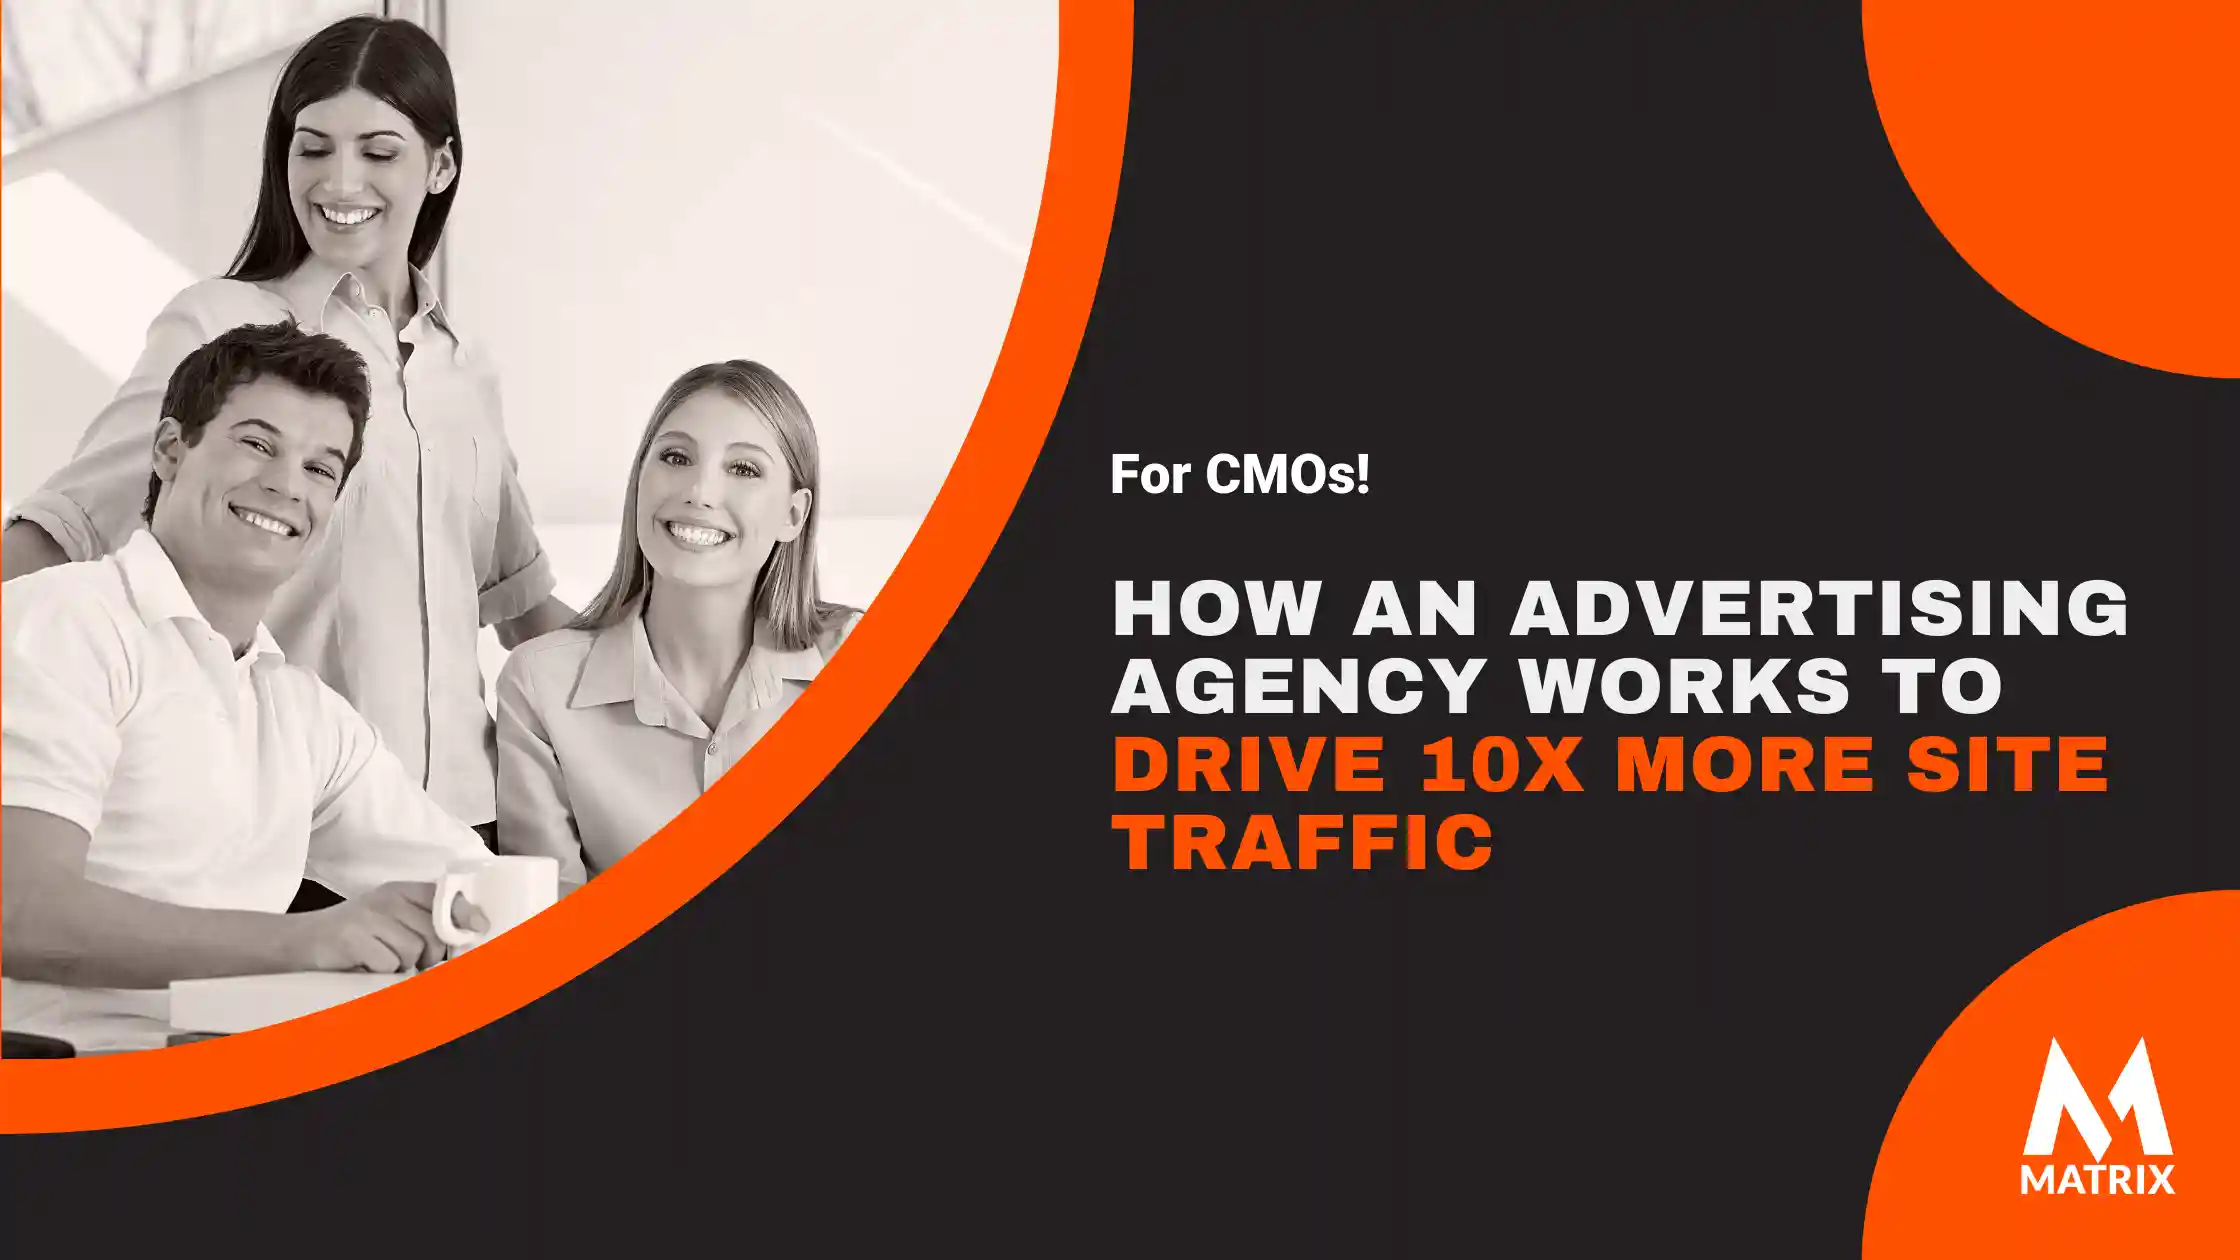 For CMOs!
HOW AN ADVERTISING
AGENCY WORKS TO
DRIVE 10X MORE SITE
TRAFFIC
MATRIX